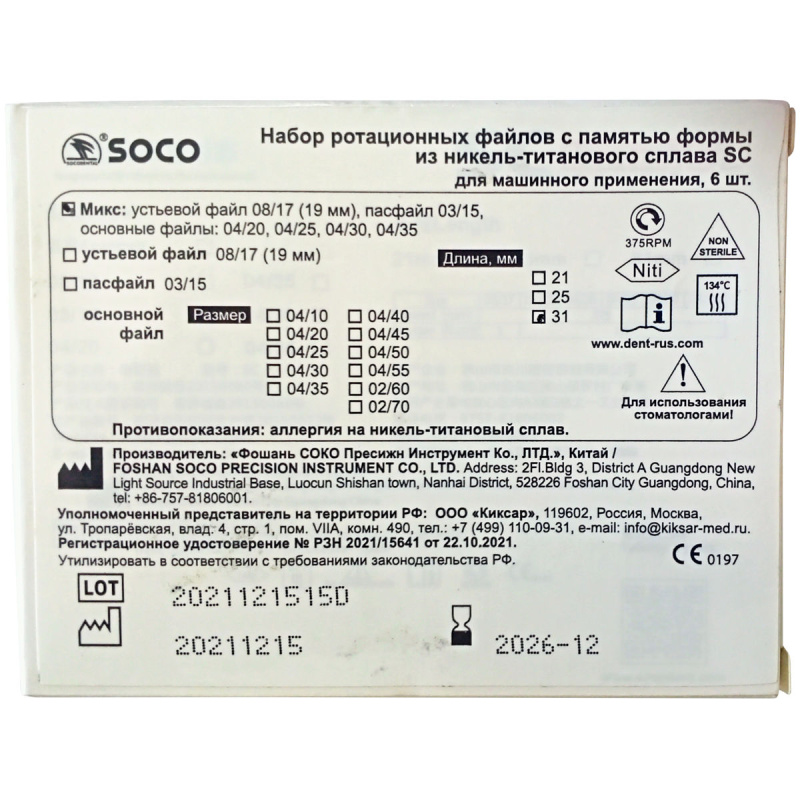 ®SOCO
SOCODENTAL
Набор ротационных файлов с памятью формы
из никель-титанового сплава SC
для машинного применения, 6 шт.
Микс: устьевой файл 08/17 (19 мм), пасфайл 03/15,
основные файлы: 04/20, 04/25, 04/30, 04/35
устьевой файл 08/17 (19 мм)
пасфайл 03/15
основной файл
Размер
04/10
04/20
04/25
04/30
04/35
04/40
04/45
04/50
04/55
02/60
02/70
Длина, мм
21
25
31
375RPM
NON
STERILE
Niti
134°C
i
www.dent-rus.com
Для использования
стоматологами!
Противопоказания: аллергия на никель-титановый сплав.
Производитель: «Фошань СОКО Пресижн Инструмент Ко., ЛТД.», Китай /
FOSHAN SOCO PRECISION INSTRUMENT CO., LTD. Address: 2Fl.Bldg 3, District A Guangdong New
Light Source Industrial Base, Luocun Shishan town, Nanhai District, 528226 Foshan City Guangdong, China,
tel: +86-757-81806001.
Уполномоченный представитель на территории РФ: ООО «Киксар», 119602, Россия, Москва,
ул. Тропарёвская, влад. 4, стр. 1, пом. VIIA, комн. 490, тел.: +7 (499) 110-09-31, e-mail: info@kiksar-med.ru.
Регистрационное удостоверение № РЗН 2021/15641 от 22.10.2021.
Утилизировать в соответствии с требованиями законодательства РФ.
CE 0197
LOT
2021121515D
20211215
2026-12